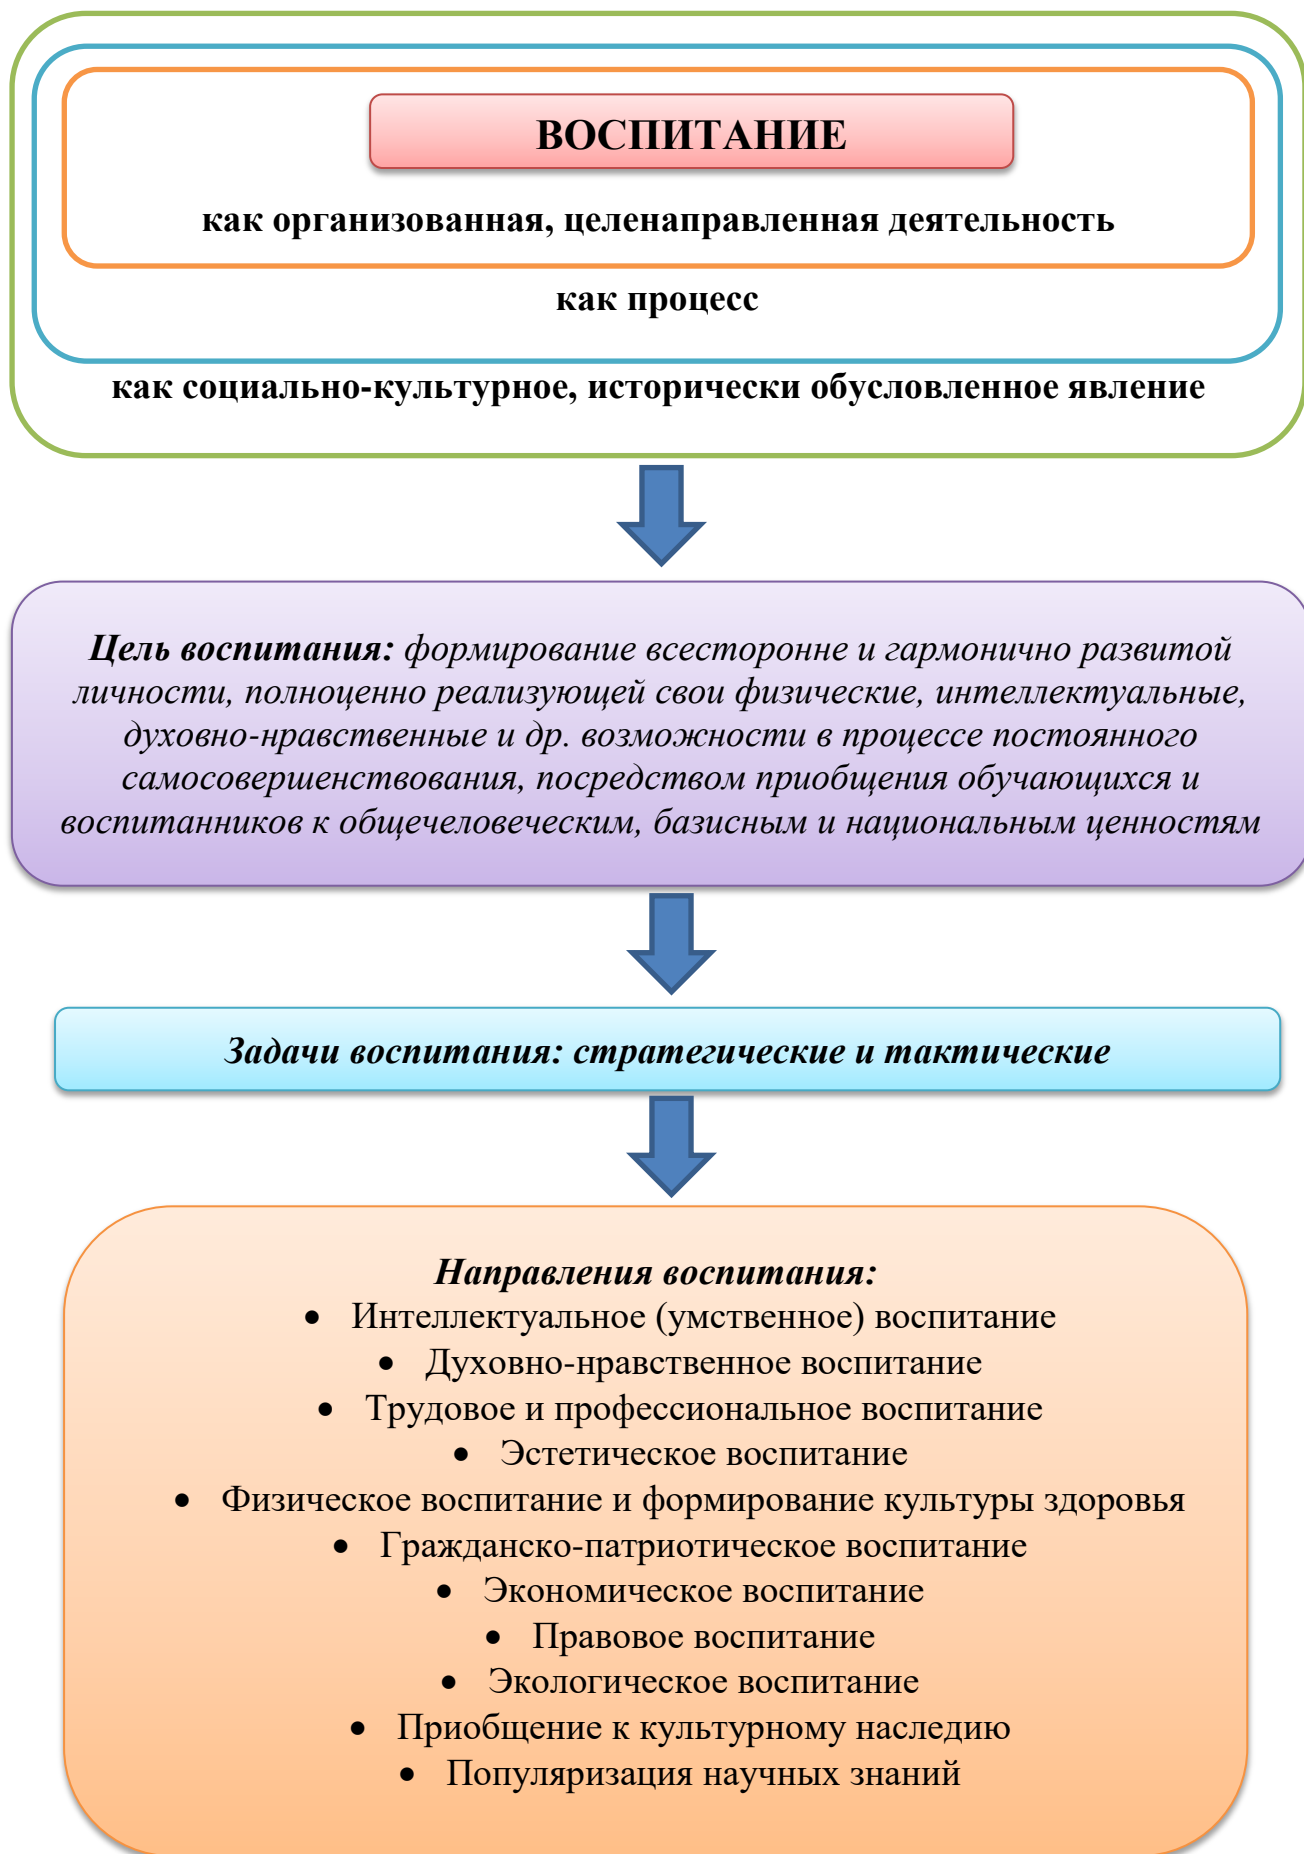 ВОСПИТАНИЕ
как организованная, целенаправленная деятельность
как процесс
как социально-культурное, исторически обусловленное явление
Цель воспитания: формирование всесторонне и гармонично развитой
личности, полноценно реализующей свои физические, интеллектуальные,
духовно-нравственные и др. возможности в процессе постоянного
самосовершенствования, посредством приобщения обучающихся и
воспитанников к общечеловеческим, базисным и национальным ценностям
Задачи воспитания: стратегические и тактические
Направления воспитания:
• Интеллектуальное (умственное) воспитание
• Духовно-нравственное воспитание
• Трудовое и профессиональное воспитание
• Эстетическое воспитание
• Физическое воспитание и формирование культуры здоровья
• Гражданско-патриотическое воспитание
• Экономическое воспитание
• Правовое воспитание
• Экологическое воспитание
• Приобщение к культурному наследию
• Популяризация научных знаний